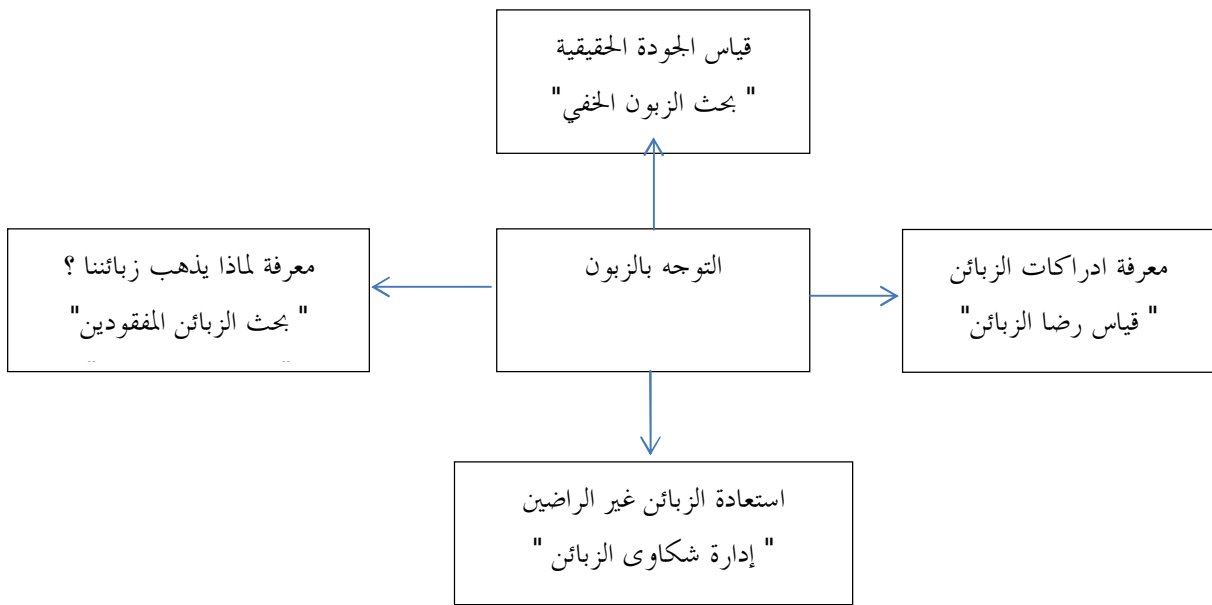 قياس الجودة الحقيقية
" بحث الزبون الخفي"
معرفة ادراكات الزبائن
" قياس رضا الزبائن"
التوجه بالزبون
معرفة لماذا يذهب زبائننا ؟
" بحث الزبائن المفقودين"
استعادة الزبائن غير الراضين
" إدارة شكاوى الزبائن "